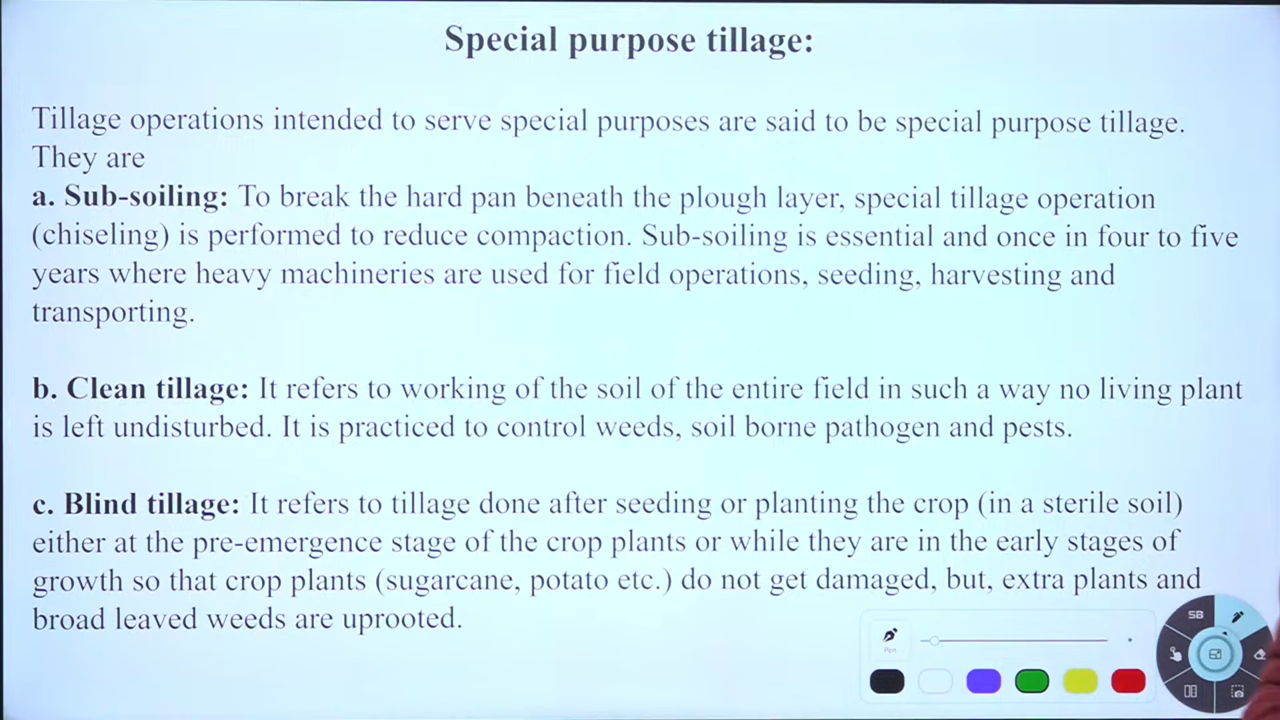 Special purpose tillage:
Tillage operations intended to serve special purposes are said to be special purpose tillage.
They are
a. Sub-soiling: To break the hard pan beneath the plough layer, special tillage operation
(chiseling) is performed to reduce compaction. Sub-soiling is essential and once in four to five
years where heavy machineries are used for field operations, seeding, harvesting and
transporting.
b. Clean tillage: It refers to working of the soil of the entire field in such a way no living plant
is left undisturbed. It is practiced to control weeds, soil borne pathogen and pests.
c. Blind tillage: It refers to tillage done after seeding or planting the crop (in a sterile soil)
either at the pre-emergence stage of the crop plants or while they are in the early stages of
growth so that crop plants (sugarcane, potato etc.) do not get damaged, but, extra plants and
broad leaved weeds are uprooted.
SB
Pen